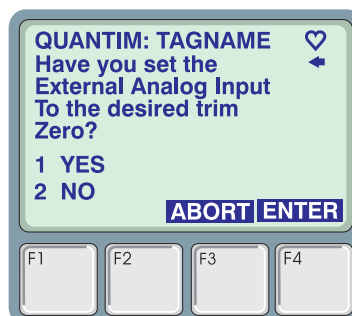 QUANTIM: TAGNAME
Have you set the
External Analog Input
To the desired trim
Zero?
1 YES
2 NO
ABORT ENTER
F1 F2 F3 F4